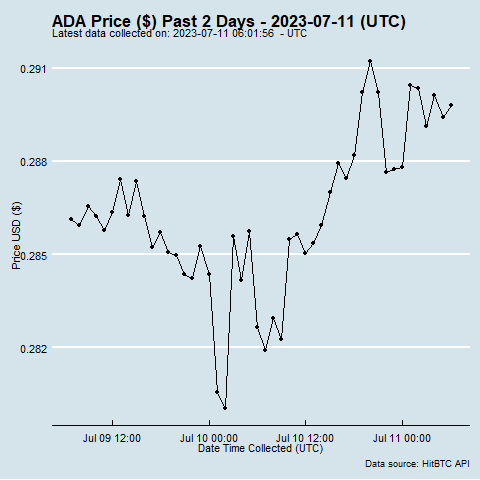 ADA Price ($) Past 2 Days - 2023-07-11 (UTC)
Latest data collected on: 2023-07-11 06:01:56 - UTC
0.291
0.288
0.285
0.282
Price USD ($)
Jul 09 12:00 Jul 10 00:00 Jul 10 12:00 Jul 11 00:00
Date Time Collected (UTC)
Data source: HitBTC API